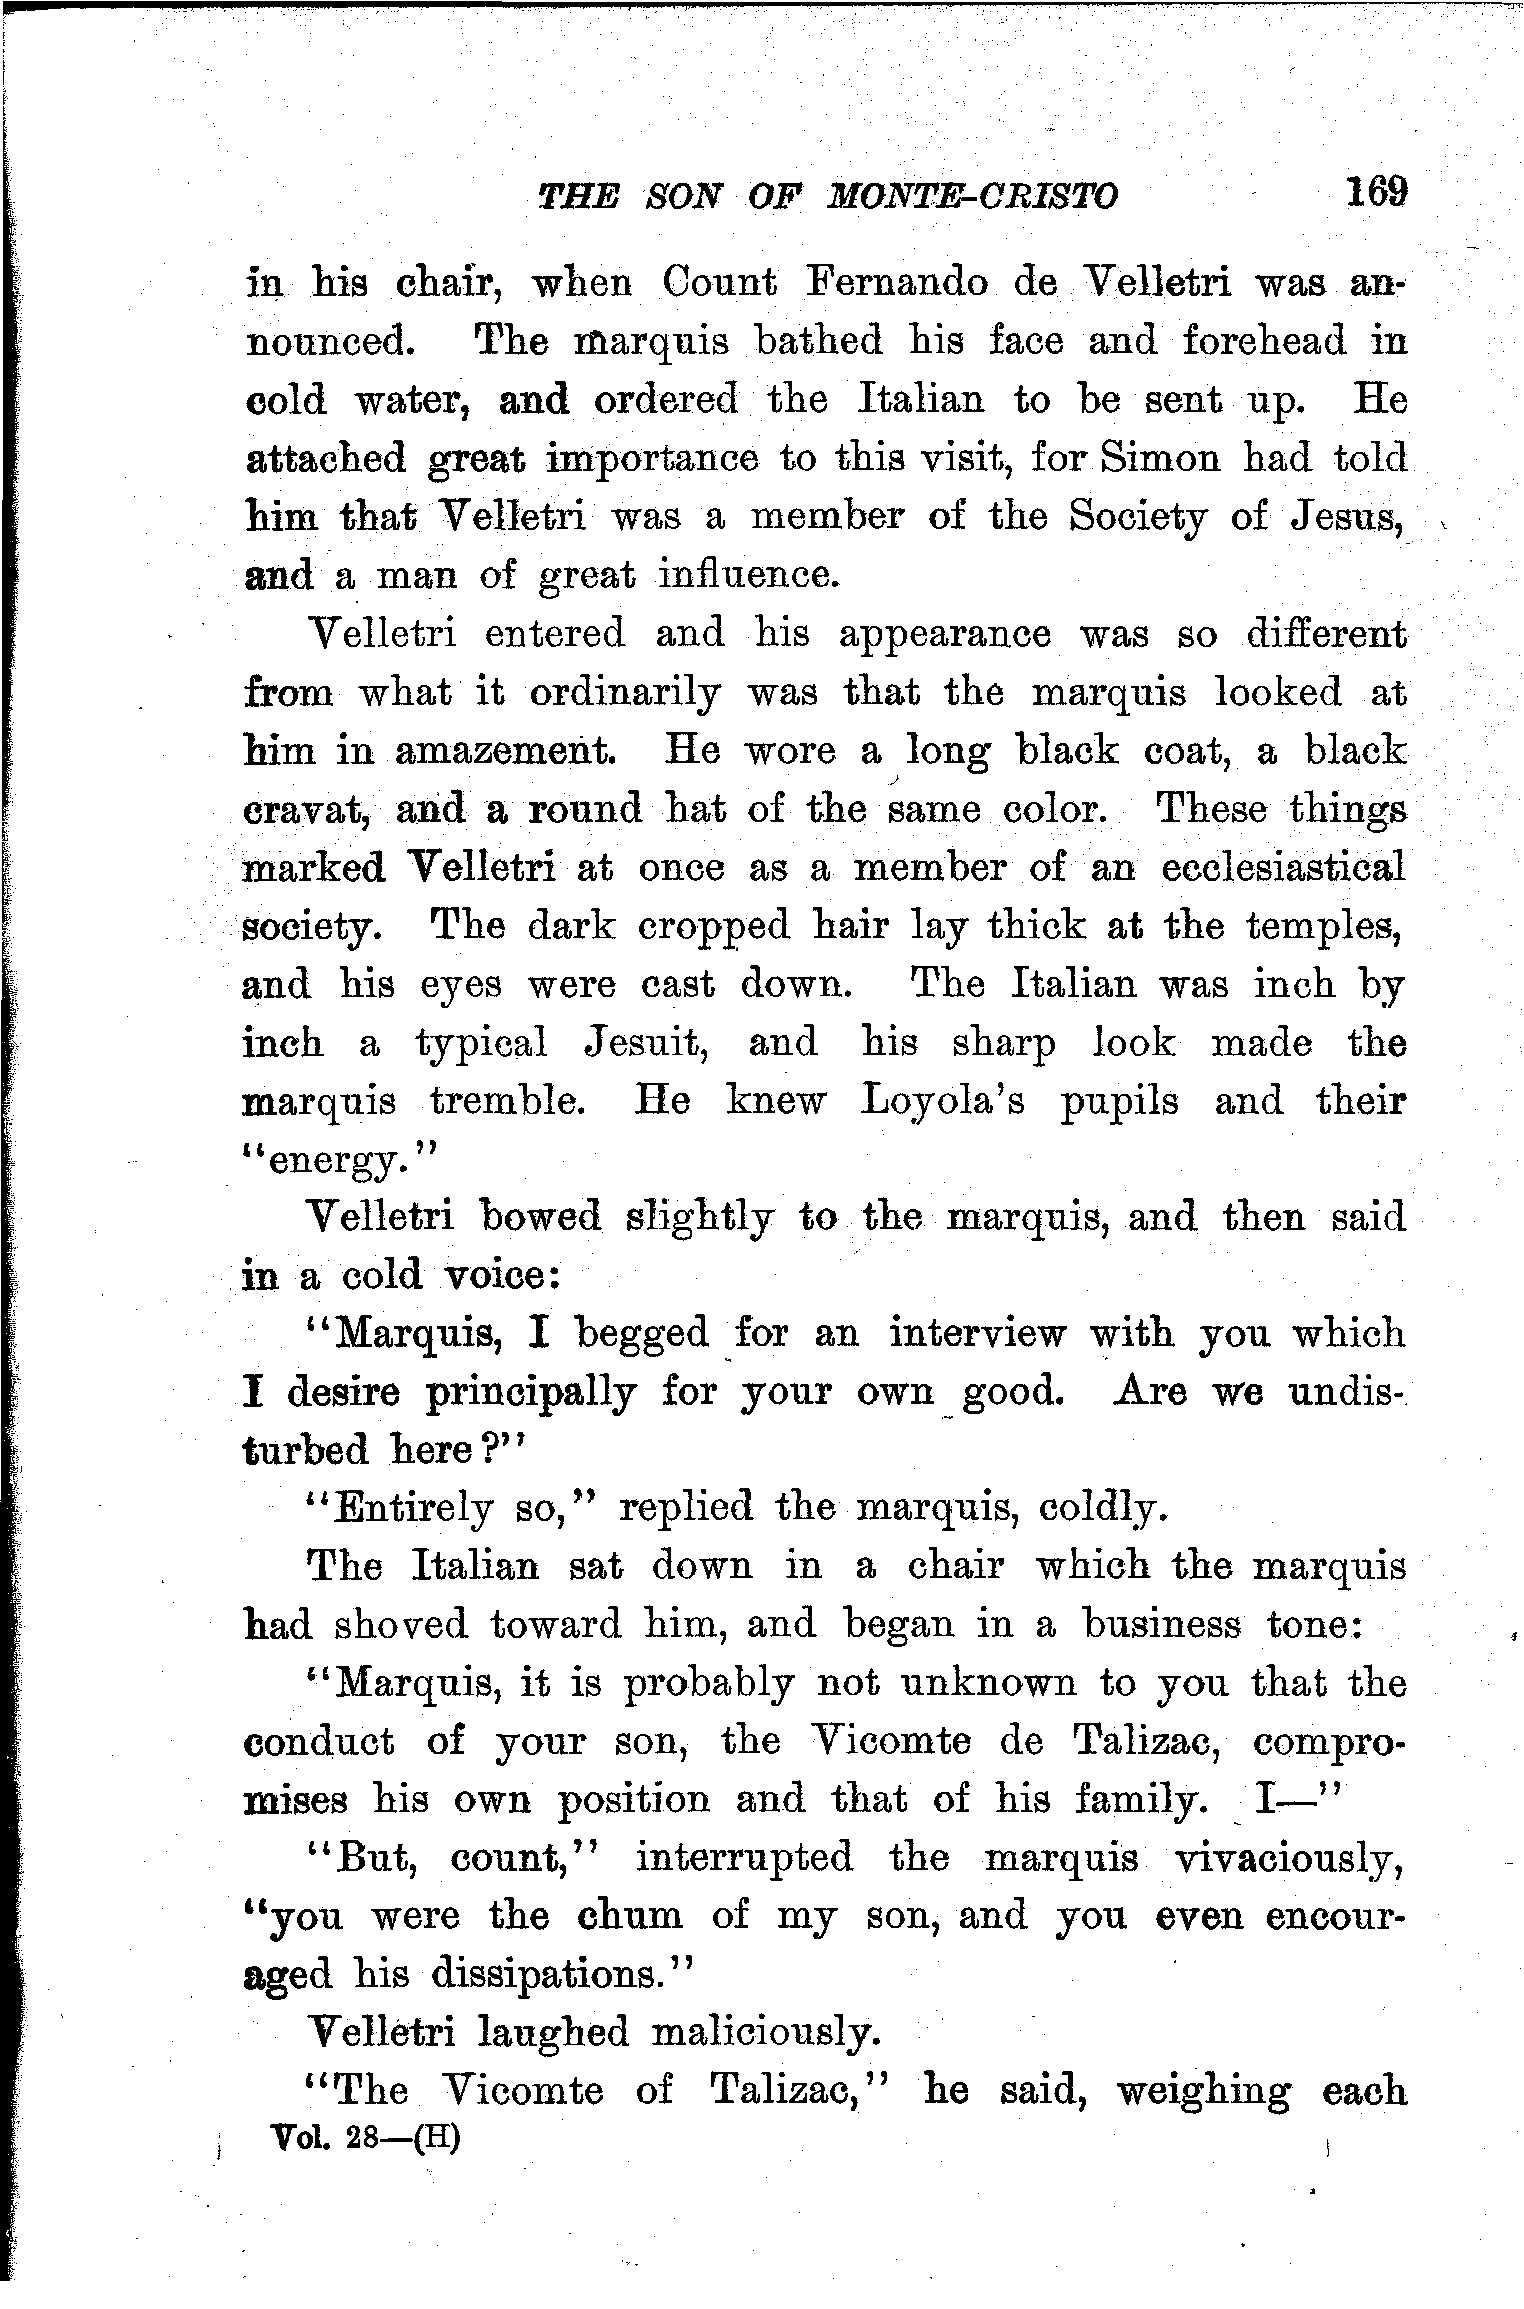 THE SON OF MONTE-CRISTO 169
in his chair, when Count Fernando de Velletri was an-
nounced. The marquis bathed his face and forehead in
cold water, and ordered the Italian to be sent up. He
attached great importance to this visit, for Simon had told
him that Velletri was a member of the Society of Jesus,
and a man of great influence.
Velletri entered and his appearance was so different
from what it ordinarily was that the marquis looked at
him in amazement. He wore a long black coat, a black
cravat, and a round hat of the same color. These things
marked Velletri at once as a member of an ecclesiastical
society. The dark cropped hair lay thick at the temples,
and his eyes were cast down. The Italian was inch by
inch a typical Jesuit, and his sharp look made the
marquis tremble. He knew Loyola's pupils and their
"energy."
Velletri bowed slightly to the marquis, and then said
in a cold voice:
"Marquis, I begged for an interview with you which
I desire principally for your own good. Are we undis-
turbed here?"
"Entirely so," replied the marquis, coldly.
The Italian sat down in a chair which the marquis
had shoved toward him, and began in a business tone:
"Marquis, it is probably not unknown to you that the
conduct of your son, the Vicomte de Talizac, compro-
mises his own position and that of his family. I—"
"But, count," interrupted the marquis vivaciously,
"you were the chum of my son, and you even encour-
aged his dissipations."
Velletri laughed maliciously.
"The Vicomte of Talizac," he said, weighing each
Vol. 28—(H)